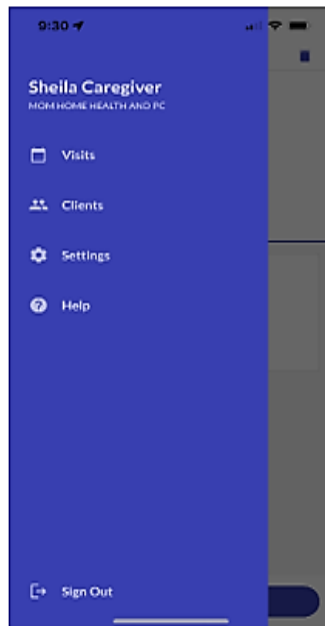 9:30
Sheila Caregiver
MOM HOME HEALTH AND PC
Visits
Clients
Settings
Help
Sign Out